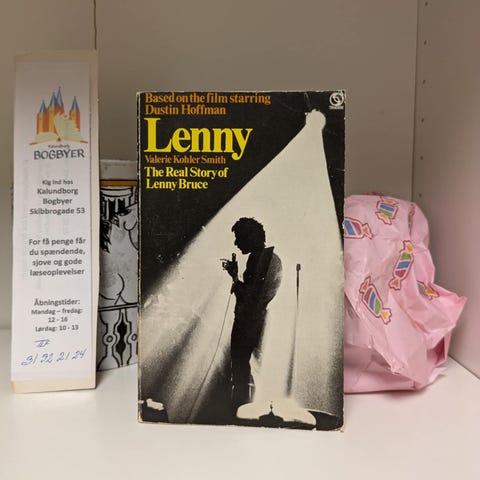 Kalundborg
BOGBYER
Kig ind hos
Kalundborg
Bogbyer
Skibbrogade 53
For få penge får
du spændende,
sjove og gode
læseoplevelser
Åbningstider:
Mandag – fredag:
12 - 16
Lørdag: 10 - 13
31 32 21 24
Based on the film starring
Dustin Hoffman
Lenny
Valerie Kohler Smith
The Real Story of
Lenny Bruce